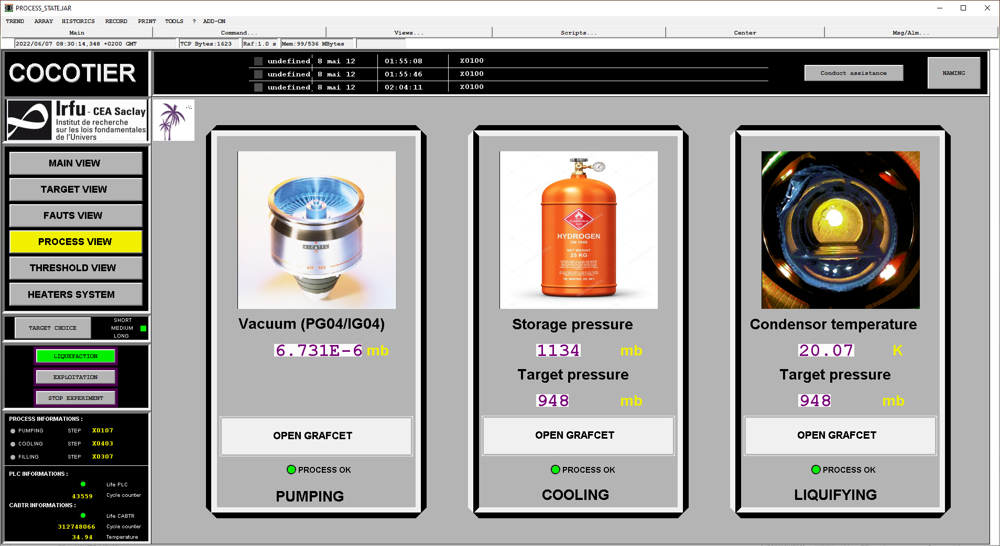 PROCESS_STATE.JAR
TREND ARRAY HISTORICS RECORD PRINT TOOLS ? ADD-ON
Main Command... Views... Scripts... Center Msg/Alm...
2022/06/07 08:30:14,348 +0200 GMT TCP Bytes:1623 Raf:1.0 s Mem:99/536 MBytes
COCOTIER
undefined 8 mai 12 01:55:08 X0100
undefined 8 mai 12 01:55:46 X0100
undefined 8 mai 12 02:04:11 X0100
Conduct assistance
NAMING
Irfu - CEA Saclay
Institut de recherche
sur les lois fondamentales
de l'Univers
MAIN VIEW
TARGET VIEW
FAUTS VIEW
PROCESS VIEW
THRESHOLD VIEW
HEATERS SYSTEM
TARGET CHOICE
SHORT
MEDIUM
LONG
LIQUEFACTION
EXPLOITATION
STOP EXPERIMENT
PROCESS INFORMATIONS :
PUMPING STEP X0107
COOLING STEP X0403
FILLING STEP X0307
PLC INFORMATIONS :
Life PLC
43559 Cycle counter
CABTR INFORMATIONS :
Life CABTR
312748066 Cycle counter
34.94 Temperature
ALCATEL
CIT
ATP 900
Vacuum (PG04/IG04)
6.731E-6 mb
OPEN GRAFCET
PROCESS OK
PUMPING
FLAMMABLE
GAS
2
HYDROGEN
UN 1049
NET WEIGHT
25 KG
FOR INDUSTRIAL USE ONLY
Storage pressure
1134 mb
Target pressure
948 mb
OPEN GRAFCET
PROCESS OK
COOLING
Condensor temperature
20.07 K
Target pressure
948 mb
OPEN GRAFCET
PROCESS OK
LIQUIFYING